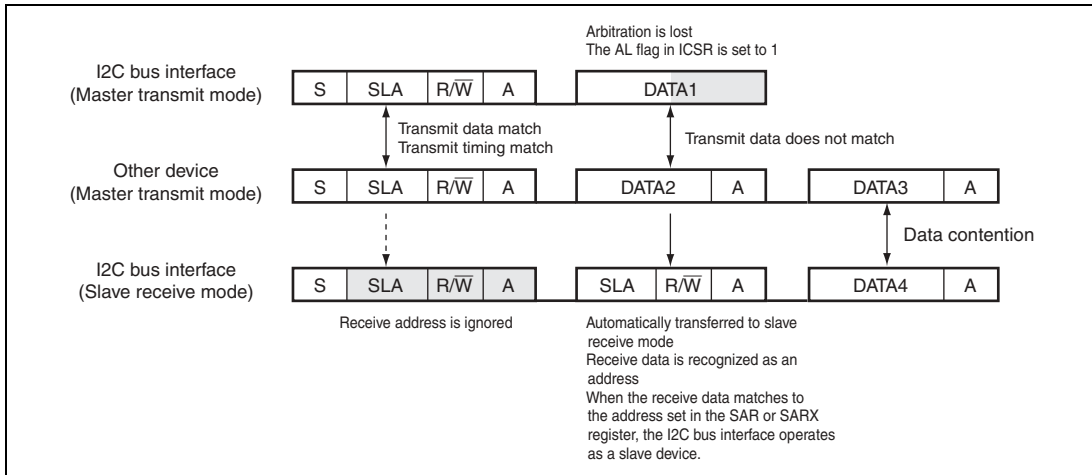 Arbitration is lost
The AL flag in ICSR is set to 1
I2C bus interface
(Master transmit mode)
S SLA R/W̅ A DATA1
Transmit data match
Transmit timing match
Transmit data does not match
Other device
(Master transmit mode)
S SLA R/W̅ A DATA2 A DATA3 A
Data contention
I2C bus interface
(Slave receive mode)
S SLA R/W̅ A SLA R/W̅ A DATA4 A
Receive address is ignored
Automatically transferred to slave
receive mode
Receive data is recognized as an
address
When the receive data matches to
the address set in the SAR or SARX
register, the I2C bus interface operates
as a slave device.